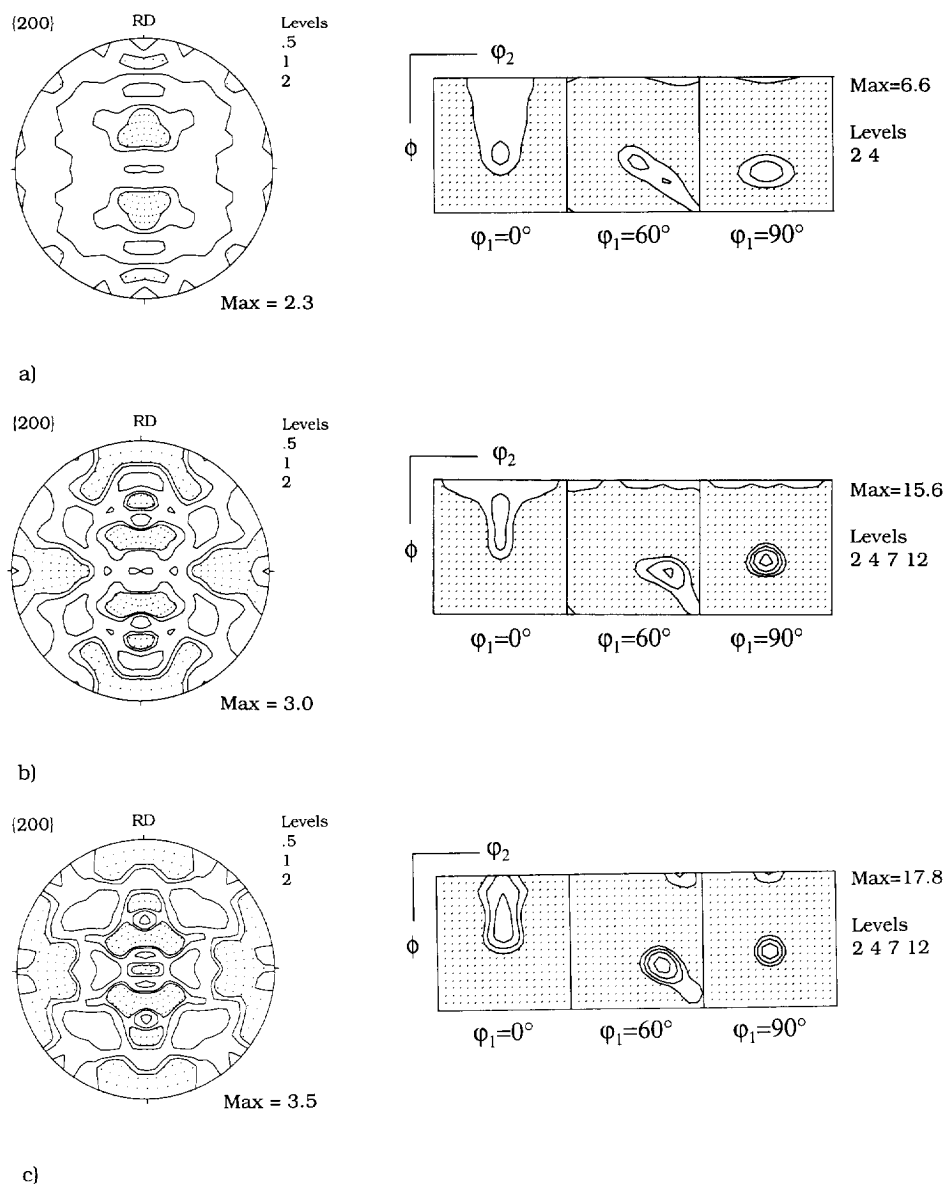 {200}
RD
Levels
.5
1
2
Max = 2.3
φ2
ϕ
Max=6.6
Levels
2 4
φ1=0°
φ1=60°
φ1=90°
a)
{200}
RD
Levels
.5
1
2
Max = 3.0
φ2
ϕ
Max=15.6
Levels
2 4 7 12
φ1=0°
φ1=60°
φ1=90°
b)
{200}
RD
Levels
.5
1
2
Max = 3.5
φ2
ϕ
Max=17.8
Levels
2 4 7 12
φ1=0°
φ1=60°
φ1=90°
c)